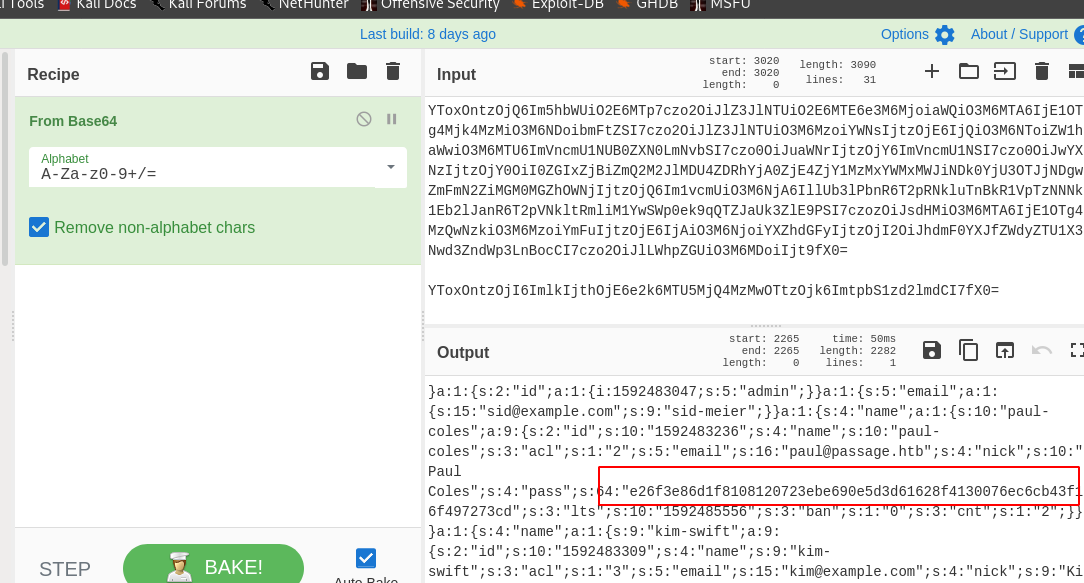 Tools Kali Docs Kali Forums NetHunter Offensive Security Exploit-DB GHDB MSFU
Last build: 8 days ago
Options About / Support
Recipe
From Base64
Alphabet
A-Za-z0-9+/=
Remove non-alphabet chars
STEP
BAKE!
Auto Bake
Input
start: 3020
end: 3020
length: 0
length: 3090
lines: 31
YToxOntzOjQ6Im5hbWUiO2E6MTp7czo2OiJlZ3JlNTUiO2E6MTE6e3M6MjoiaWQiO3M6MTA6IjE1OT
g4Mjk4MzMiO3M6NDoibmFtZSI7czo2OiJlZ3JlNTUiO3M6MzoiYWNsIjtzOjE6IjQiO3M6NToiZW1h
aWwiO3M6MTU6ImVncmU1NUB0ZXN0LmNvbSI7czo0OiJuaWNrIjtzOjY6ImVncmU1NSI7czo0OiJwYX
NzIjtzOjY0OiI0ZGIxZjBiZmQ2M2JlMDU4ZDRhYjA0ZjE4ZjY1MzMxYWMxMWJiNDk0YjU3OTJjNDgw
ZmFmN2ZiMGM0MGZhOWNjIjtzOjQ6Im1vcmUiO3M6NjA6IllUb3lPbnR6T2pRNkluTnBkR1VpTzNNNk
1Eb2lJanR6T2pVNkltRmliM1YwSWp0ek9qQTZJaUk3ZlE9PSI7czozOiJsdHMiO3M6MTA6IjE1OTg4
MzQwNzkiO3M6MzoiYmFuIjtzOjE6IjAiO3M6NjoiYXZhdGFyIjtzOjI2OiJhdmF0YXJfZWdyZTU1X3
Nwd3ZndWp3LnBocCI7czo2OiJlLWhpZGUiO3M6MDoiIjt9fX0=
YToxOntzOjI6ImlkIjthOjE6e2k6MTU5MjQ4MzMwOTtzOjk6ImtpbS1zd2lmdCI7fX0=
Output
start: 2265
end: 2265
length: 0
time: 50ms
length: 2282
lines: 1
}a:1:{s:2:"id";a:1:{i:1592483047;s:5:"admin";}}a:1:{s:5:"email";a:1:
{s:15:"sid@example.com";s:9:"sid-meier";}}a:1:{s:4:"name";a:1:{s:10:"paul-
coles";a:9:{s:2:"id";s:10:"1592483236";s:4:"name";s:10:"paul-
coles";s:3:"acl";s:1:"2";s:5:"email";s:16:"paul@passage.htb";s:4:"nick";s:10:"
Paul
Coles";s:4:"pass";s:64:"e26f3e86d1f8108120723ebe690e5d3d61628f4130076ec6cb43f1
6f497273cd";s:3:"lts";s:10:"1592485556";s:3:"ban";s:1:"0";s:3:"cnt";s:1:"2";}}
}a:1:{s:4:"name";a:1:{s:9:"kim-swift";a:9:
{s:2:"id";s:10:"1592483309";s:4:"name";s:9:"kim-
swift";s:3:"acl";s:1:"3";s:5:"email";s:15:"kim@example.com";s:4:"nick";s:9:"Ki